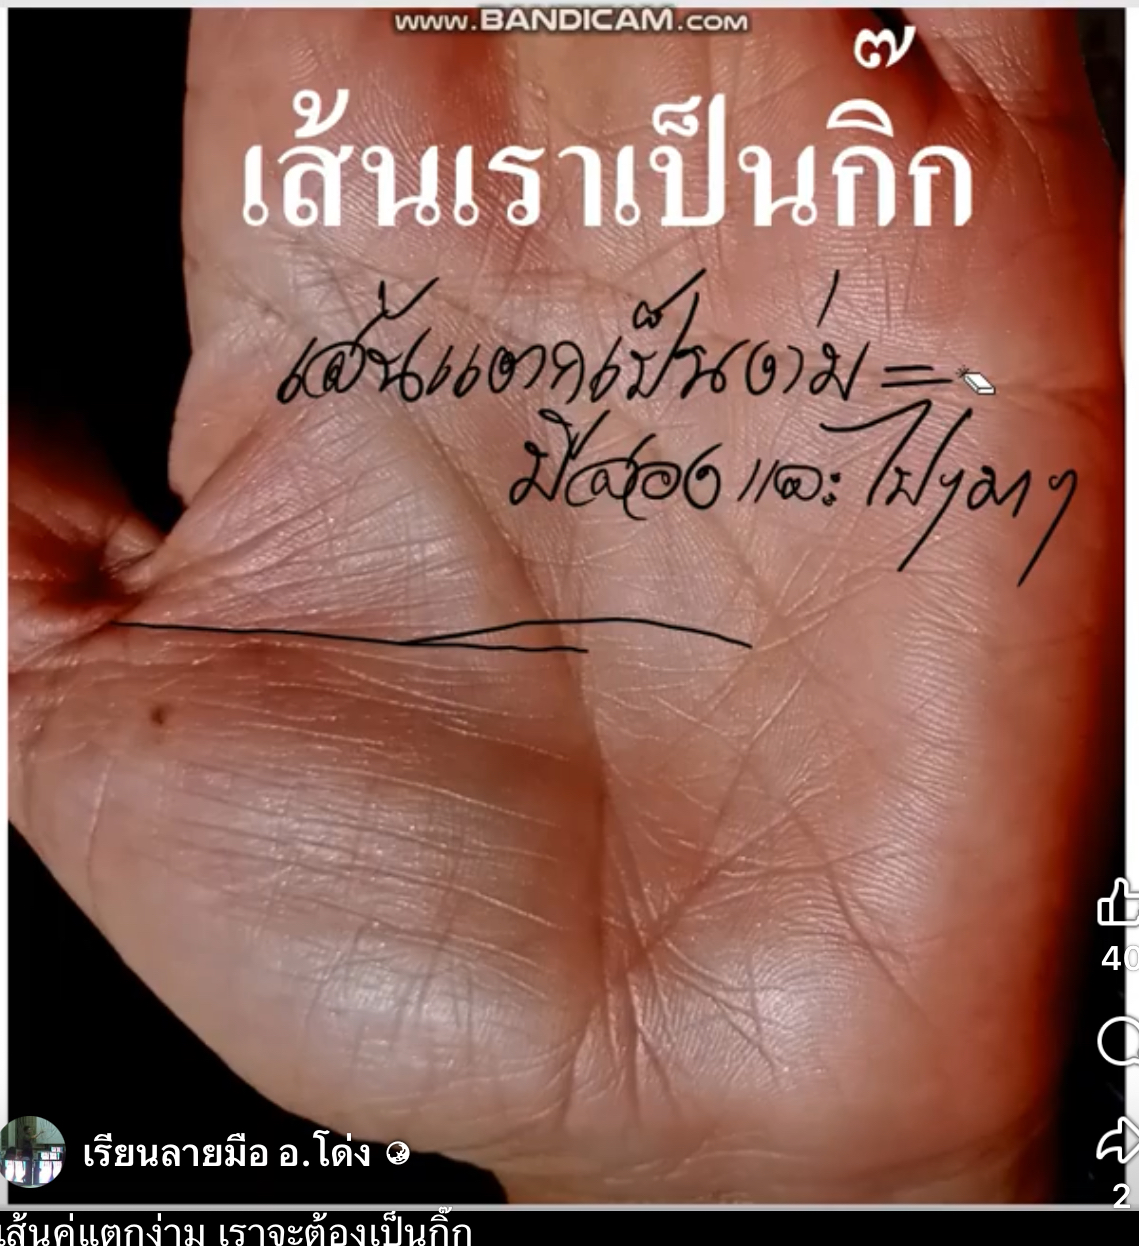 www.BANDICAM.com
๓
เส้นเราเป็นกิ๊ก
เส้นแตกเป็นง่าม =
มีสอง และ ไปๆมาๆ
40
เรียนลายมือ อ.โด่ง
2
เส้นคู่แตกง่าม เราจะต้องเป็นกิ๊ก